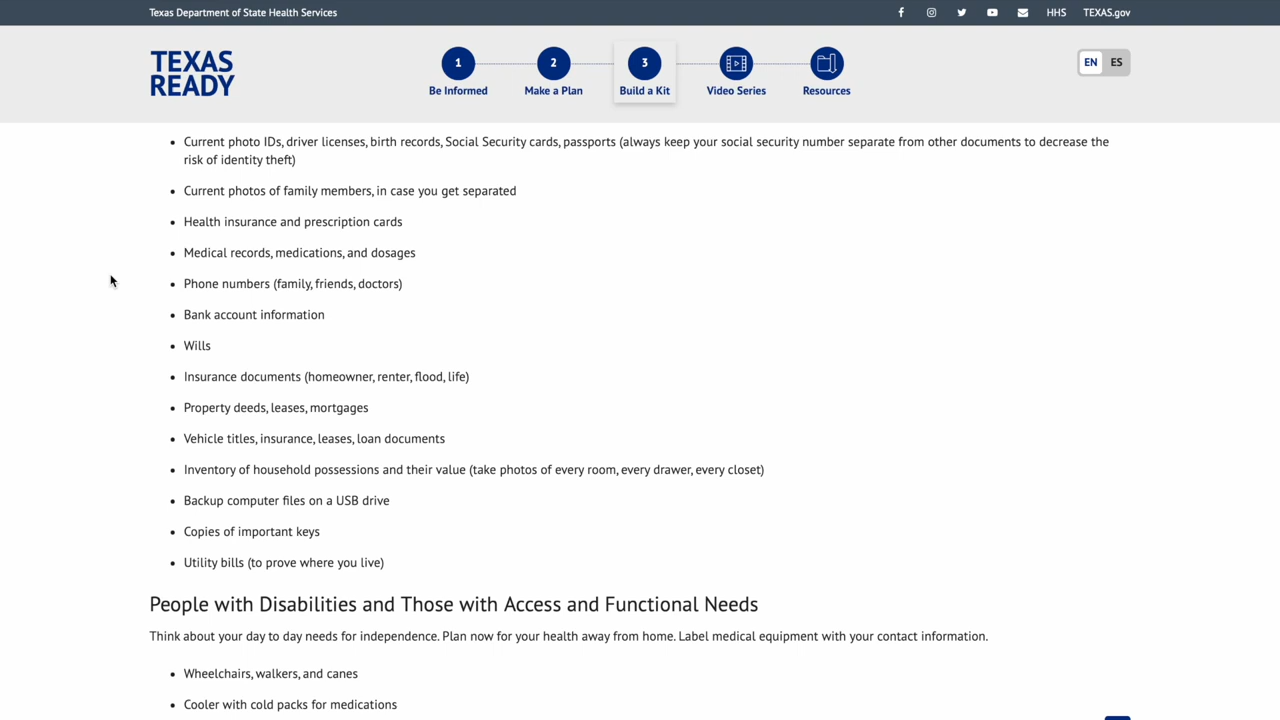 Texas Department of State Health Services
HHS
TEXAS.gov
TEXAS
READY
1
2
3
Be Informed
Make a Plan
Build a Kit
Video Series
Resources
EN
ES
Current photo IDs, driver licenses, birth records, Social Security cards, passports (always keep your social security number separate from other documents to decrease the
risk of identity theft)
Current photos of family members, in case you get separated
Health insurance and prescription cards
Medical records, medications, and dosages
Phone numbers (family, friends, doctors)
Bank account information
Wills
Insurance documents (homeowner, renter, flood, life)
Property deeds, leases, mortgages
Vehicle titles, insurance, leases, loan documents
Inventory of household possessions and their value (take photos of every room, every drawer, every closet)
Backup computer files on a USB drive
Copies of important keys
Utility bills (to prove where you live)
People with Disabilities and Those with Access and Functional Needs
Think about your day to day needs for independence. Plan now for your health away from home. Label medical equipment with your contact information.
Wheelchairs, walkers, and canes
Cooler with cold packs for medications